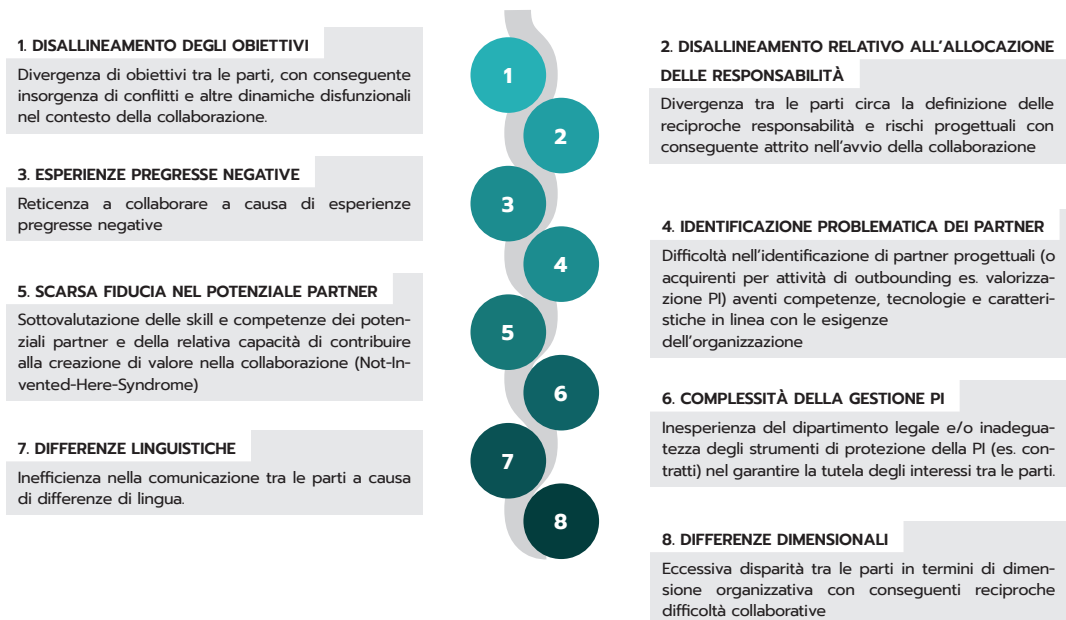 1. DISALLINEAMENTO DEGLI OBIETTIVI
Divergenza di obiettivi tra le parti, con conseguente
insorgenza di conflitti e altre dinamiche disfunzionali
nel contesto della collaborazione.
1
2. DISALLINEAMENTO RELATIVO ALL’ALLOCAZIONE
DELLE RESPONSABILITÀ
Divergenza tra le parti circa la definizione delle
reciproche responsabilità e rischi progettuali con
conseguente attrito nell’avvio della collaborazione
2
3. ESPERIENZE PREGRESSE NEGATIVE
Reticenza a collaborare a causa di esperienze
pregresse negative
3
4. IDENTIFICAZIONE PROBLEMATICA DEI PARTNER
Difficoltà nell’identificazione di partner progettuali (o
acquirenti per attività di outbounding es. valorizza-
zione PI) aventi competenze, tecnologie e caratteri-
stiche in linea con le esigenze
dell’organizzazione
4
5. SCARSA FIDUCIA NEL POTENZIALE PARTNER
Sottovalutazione delle skill e competenze dei poten-
ziali partner e della relativa capacità di contribuire
alla creazione di valore nella collaborazione (Not-In-
vented-Here-Syndrome)
5
6. COMPLESSITÀ DELLA GESTIONE PI
Inesperienza del dipartimento legale e/o inadegua-
tezza degli strumenti di protezione della PI (es. con-
tratti) nel garantire la tutela degli interessi tra le parti.
6
7. DIFFERENZE LINGUISTICHE
Inefficienza nella comunicazione tra le parti a causa
di differenze di lingua.
7
8. DIFFERENZE DIMENSIONALI
Eccessiva disparità tra le parti in termini di dimen-
sione organizzativa con conseguenti reciproche
difficoltà collaborative
8